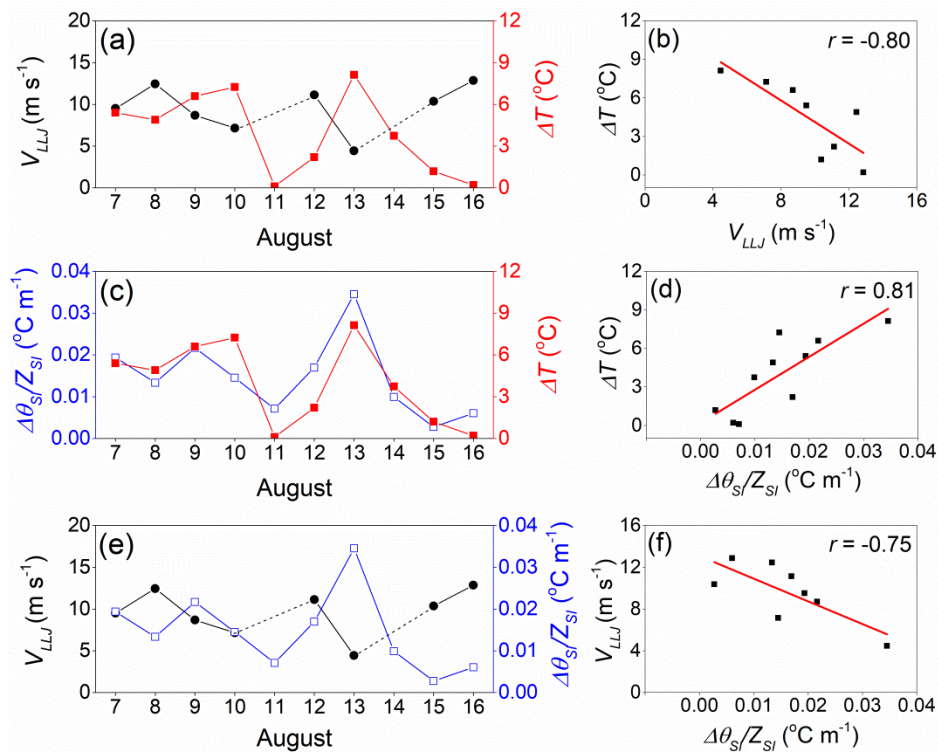 (a)
20
15
10
5
0
V_LLJ (m s⁻¹)
12
9
6
3
0
ΔT (°C)
7 8 9 10 11 12 13 14 15 16
August
(b)
r = -0.80
12
9
6
3
0
ΔT (°C)
0 4 8 12 16
V_LLJ (m s⁻¹)
(c)
0.04
0.03
0.02
0.01
0.00
Δθ_SI/Z_SI (°C m⁻¹)
12
9
6
3
0
ΔT (°C)
7 8 9 10 11 12 13 14 15 16
August
(d)
r = 0.81
12
9
6
3
0
ΔT (°C)
0.00 0.01 0.02 0.03 0.04
Δθ_SI/Z_SI (°C m⁻¹)
(e)
20
15
10
5
0
V_LLJ (m s⁻¹)
0.04
0.03
0.02
0.01
0.00
Δθ_SI/Z_SI (°C m⁻¹)
7 8 9 10 11 12 13 14 15 16
August
(f)
r = -0.75
16
12
8
4
0
V_LLJ (m s⁻¹)
0.00 0.01 0.02 0.03 0.04
Δθ_SI/Z_SI (°C m⁻¹)